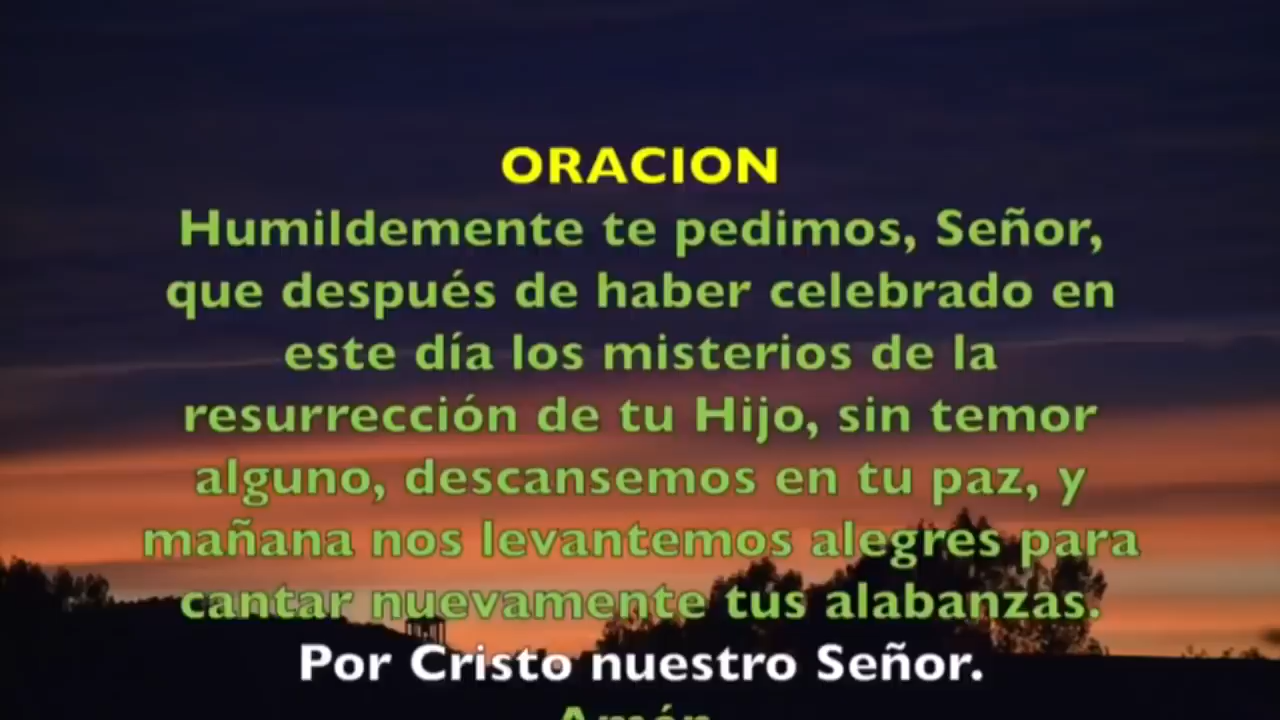 ORACION
Humildemente te pedimos, Señor,
que después de haber celebrado en
este día los misterios de la
resurrección de tu Hijo, sin temor
alguno, descansemos en tu paz, y
mañana nos levantemos alegres para
cantar nuevamente tus alabanzas.
Por Cristo nuestro Señor.
Amén